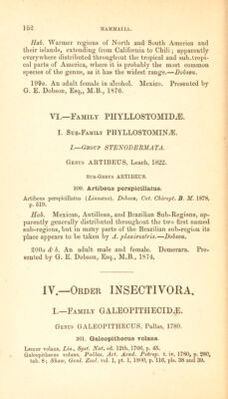 152 MAMMALIA.
Hab. Warmer regions of North and South America and
their islands, extending from California to Chili; apparently
everywhere distributed throughout the tropical and sub-tropi-
cal parts of America, where it is probably the most common
species of the genus, as it has the widest range.—Dobson.
199a. An adult female in alcohol. Mexico. Presented by
G. E. Dobson, Esq., M.B., 1876.
VI.—Family PHYLLOSTOMIDÆ.
I. Sub-Family PHYLLOSTOMINÆ.
I.—Group STENODERMATA.
Genus ARTIBEUS, Leach, 1822.
Sub-Genus ARTIBEUS.
200. Artibeus perspicillatus.
Artibeus perspicillatus (Linnæus), Dobson, Cat. Chiropt. B. M. 1878,
p. 519.
Hab. Mexican, Antillean, and Brazilian Sub-Regions, ap-
parently generally distributed throughout the two first named
sub-regions, but in many parts of the Brazilian sub-region its
place appears to be taken by A. planirostris.—Dobson.
200a & b. An adult male and female. Demerara. Pre-
sented by G. E. Dobson, Esq., M.B., 1874.
IV.—Order INSECTIVORA.
I.—Family GALEOPITHECIDÆ.
Genus GALEOPITHECUS, Pallas, 1780.
201. Galeopithecus volans.
Lemur volans, Lin., Syst. Nat. ed. 12th, 1766, p. 45.
Galeopithecus volans, Pallas, Act. Acad. Petrop. t. iv, 1780, p. 280,
tab. 8; Shaw, Genl. Zool. vol. 1, pt. 1, 1800, p. 116, pls. 38 and 39.